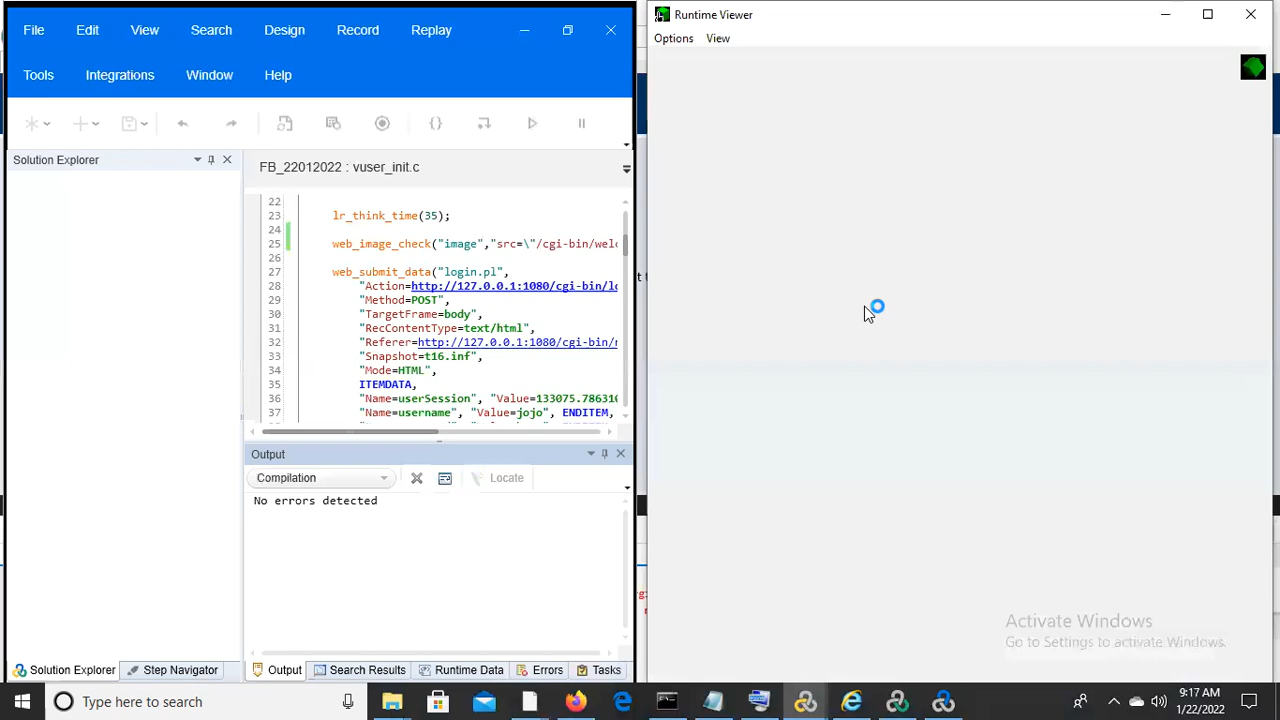 File Edit View Search Design Record Replay
Tools Integrations Window Help
Solution Explorer
FB_22012022 : vuser_init.c
22
23 lr_think_time(35);
24
25 web_image_check("image","src=\"/cgi-bin/welc
26
27 web_submit_data("login.pl",
28 "Action=http://127.0.0.1:1080/cgi-bin/lo
29 "Method=POST",
30 "TargetFrame=body",
31 "RecContentType=text/html",
32 "Referer=http://127.0.0.1:1080/cgi-bin/n
33 "Snapshot=t16.inf",
34 "Mode=HTML",
35 ITEMDATA,
36 "Name=userSession", "Value=133075.786310
37 "Name=username", "Value=jojo", ENDITEM,
Output
Compilation
Locate
No errors detected
Solution Explorer Step Navigator
Output Search Results Runtime Data Errors Tasks
Runtime Viewer
Options View
Activate Windows
Go to Settings to activate Windows.
Type here to search
9:17 AM
1/22/2022